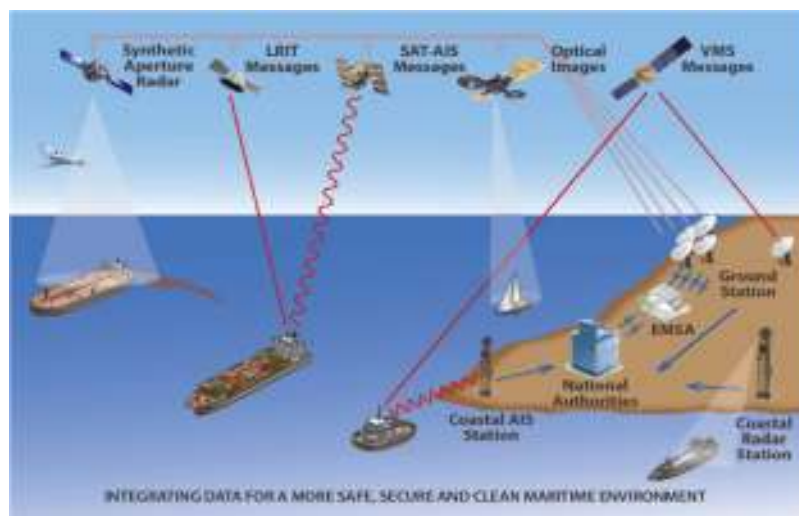 Synthetic
Aperture
Radar
LRIT
Messages
SAT-AIS
Messages
Optical
Images
VMS
Messages
Ground
Station
EMSA
National
Authorities
Coastal AIS
Station
Coastal
Radar
Station
INTEGRATING DATA FOR A MORE SAFE, SECURE AND CLEAN MARITIME ENVIRONMENT